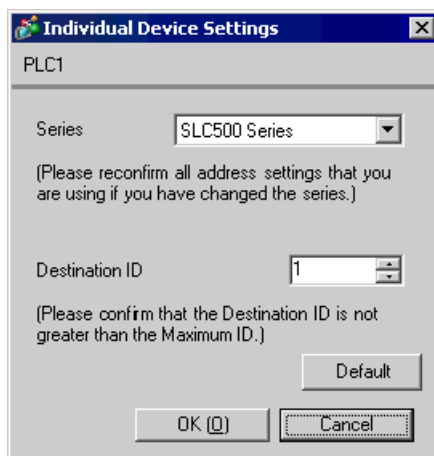 Individual Device Settings
PLC1
Series
SLC500 Series
(Please reconfirm all address settings that you
are using if you have changed the series.)
Destination ID
1
(Please confirm that the Destination ID is not
greater than the Maximum ID.)
Default
OK (O)
Cancel